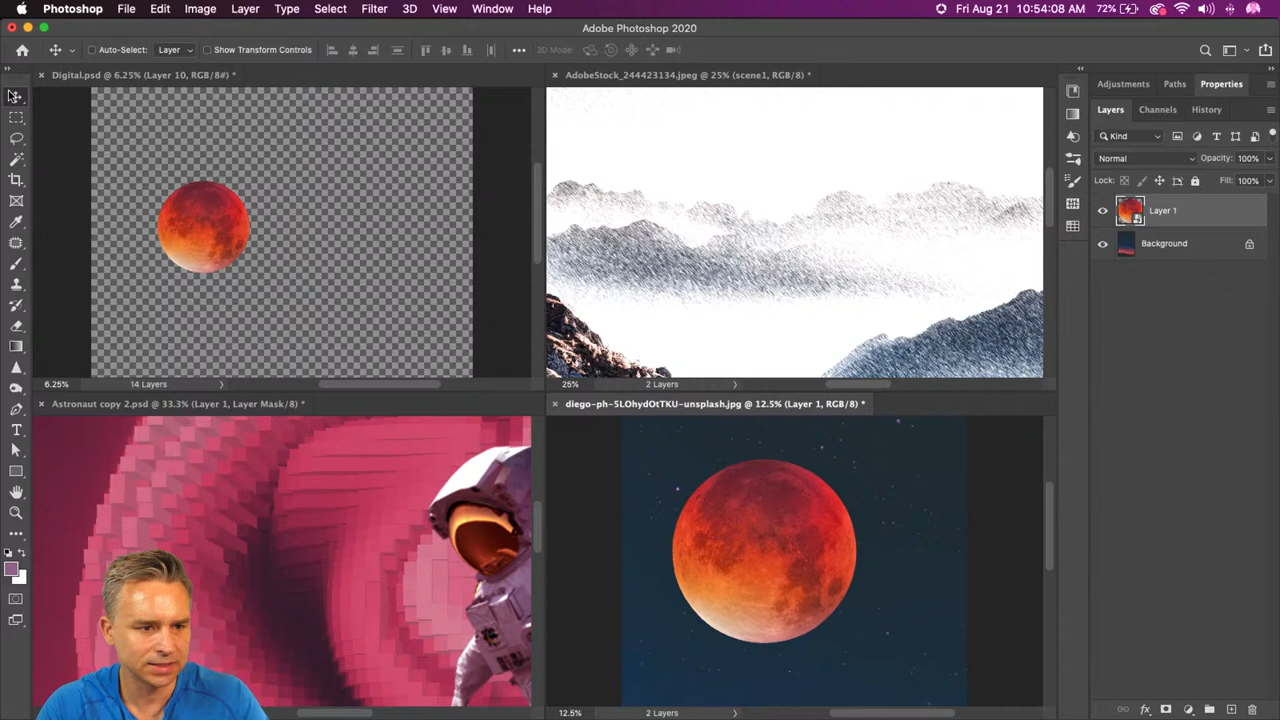 Photoshop File Edit Image Layer Type Select Filter 3D View Window Help 72% Fri Aug 21 10:54:08 AM
Adobe Photoshop 2020
Auto-Select: Layer Show Transform Controls 3D Mode:
Digital.psd @ 6.25% (Layer 10, RGB/8#) *
AdobeStock_244423134.jpeg @ 25% (scene1, RGB/8) *
Adjustments Paths Properties
Layers Channels History
Kind
Normal Opacity: 100%
Lock: Fill: 100%
Layer 1
Background
6.25% 14 Layers
25% 2 Layers
Astronaut copy 2.psd @ 33.3% (Layer 1, Layer Mask/8) *
diego-ph-5LOhydOtTKU-unsplash.jpg @ 12.5% (Layer 1, RGB/8) *
12.5% 2 Layers